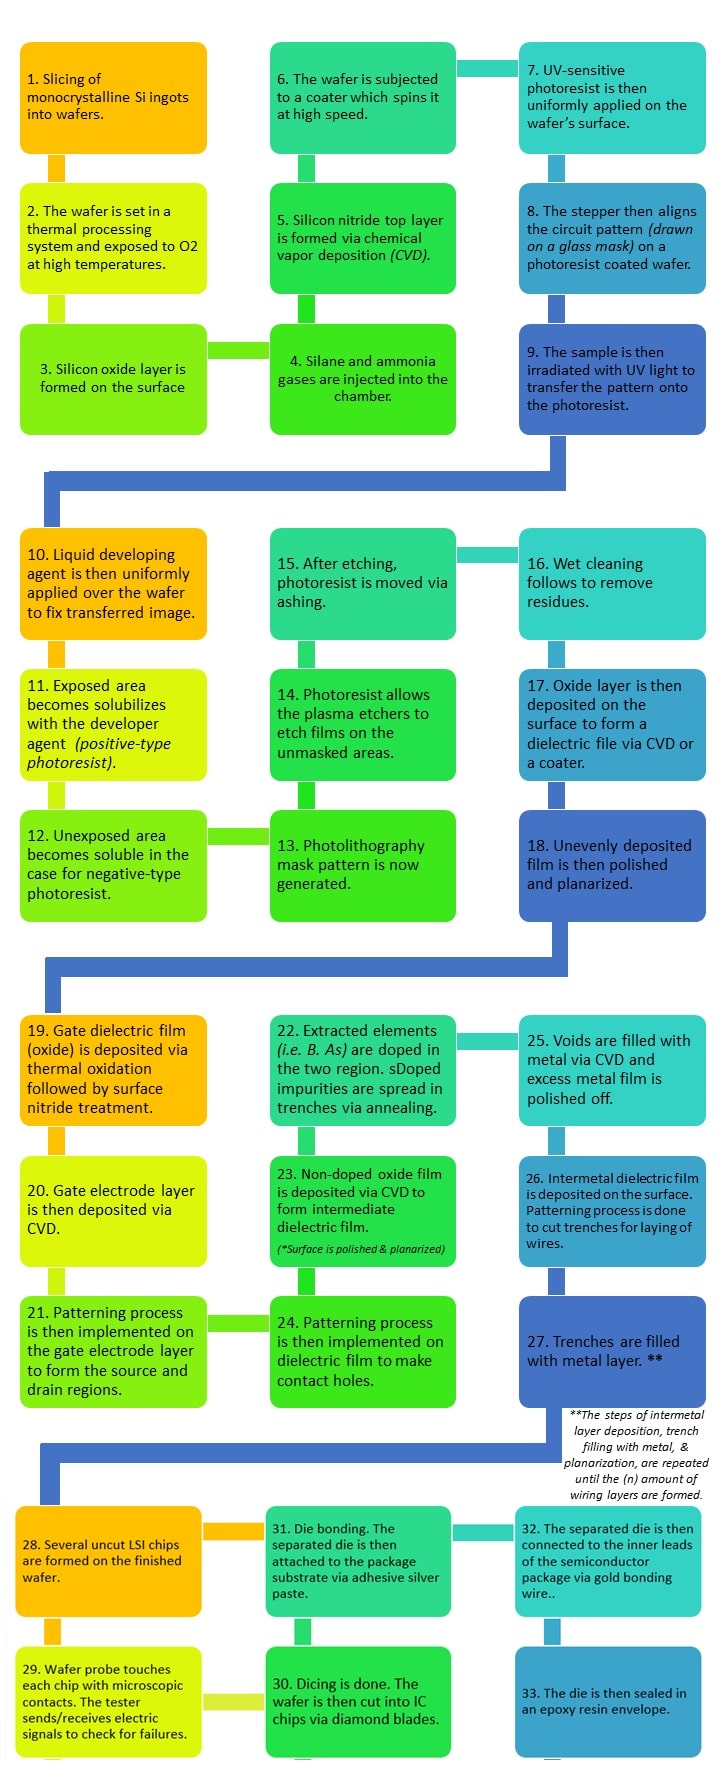 1. Slicing of
monocrystalline Si ingots
into wafers.
2. The wafer is set in a
thermal processing
system and exposed to O2
at high temperatures.
3. Silicon oxide layer is
formed on the surface
4. Silane and ammonia
gases are injected into the
chamber.
5. Silicon nitride top layer
is formed via chemical
vapor deposition (CVD).
6. The wafer is subjected
to a coater which spins it
at high speed.
7. UV-sensitive
photoresist is then
uniformly applied on the
wafer's surface.
8. The stepper then aligns
the circuit pattern (drawn
on a glass mask) on a
photoresist coated wafer.
9. The sample is then
irradiated with UV light to
transfer the pattern onto
the photoresist.
10. Liquid developing
agent is then uniformly
applied over the wafer
to fix transferred image.
11. Exposed area
becomes solubilizes
with the developer
agent (positive-type
photoresist).
12. Unexposed area
becomes soluble in the
case for negative-type
photoresist.
13. Photolithography
mask pattern is now
generated.
14. Photoresist allows
the plasma etchers to
etch films on the
unmasked areas.
15. After etching,
photoresist is moved via
ashing.
16. Wet cleaning
follows to remove
residues.
17. Oxide layer is then
deposited on the
surface to form a
dielectric file via CVD or
a coater.
18. Unevenly deposited
film is then polished
and planarized.
19. Gate dielectric film
(oxide) is deposited via
thermal oxidation
followed by surface
nitride treatment.
20. Gate electrode layer
is then deposited via
CVD.
21. Patterning process
is then implemented on
the gate electrode layer
to form the source and
drain regions.
22. Extracted elements
(i.e. B. As) are doped in
the two region. sDoped
impurities are spread in
trenches via annealing.
23. Non-doped oxide film
is deposited via CVD to
form intermediate
dielectric film.
(*Surface is polished & planarized)
24. Patterning process
is then implemented on
dielectric film to make
contact holes.
25. Voids are filled with
metal via CVD and
excess metal film is
polished off.
26. Intermetal dielectric film
is deposited on the surface.
Patterning process is done
to cut trenches for laying of
wires.
27. Trenches are filled
with metal layer. **
**The steps of intermetal
layer deposition, trench
filling with metal, &
planarization, are repeated
until the (n) amount of
wiring layers are formed.
28. Several uncut LSI chips
are formed on the finished
wafer.
29. Wafer probe touches
each chip with microscopic
contacts. The tester
sends/receives electric
signals to check for failures.
30. Dicing is done. The
wafer is then cut into IC
chips via diamond blades.
31. Die bonding. The
separated die is then
attached to the package
substrate via adhesive silver
paste.
32. The separated die is then
connected to the inner leads
of the semiconductor
package via gold bonding
wire..
33. The die is then sealed in
an epoxy resin envelope.